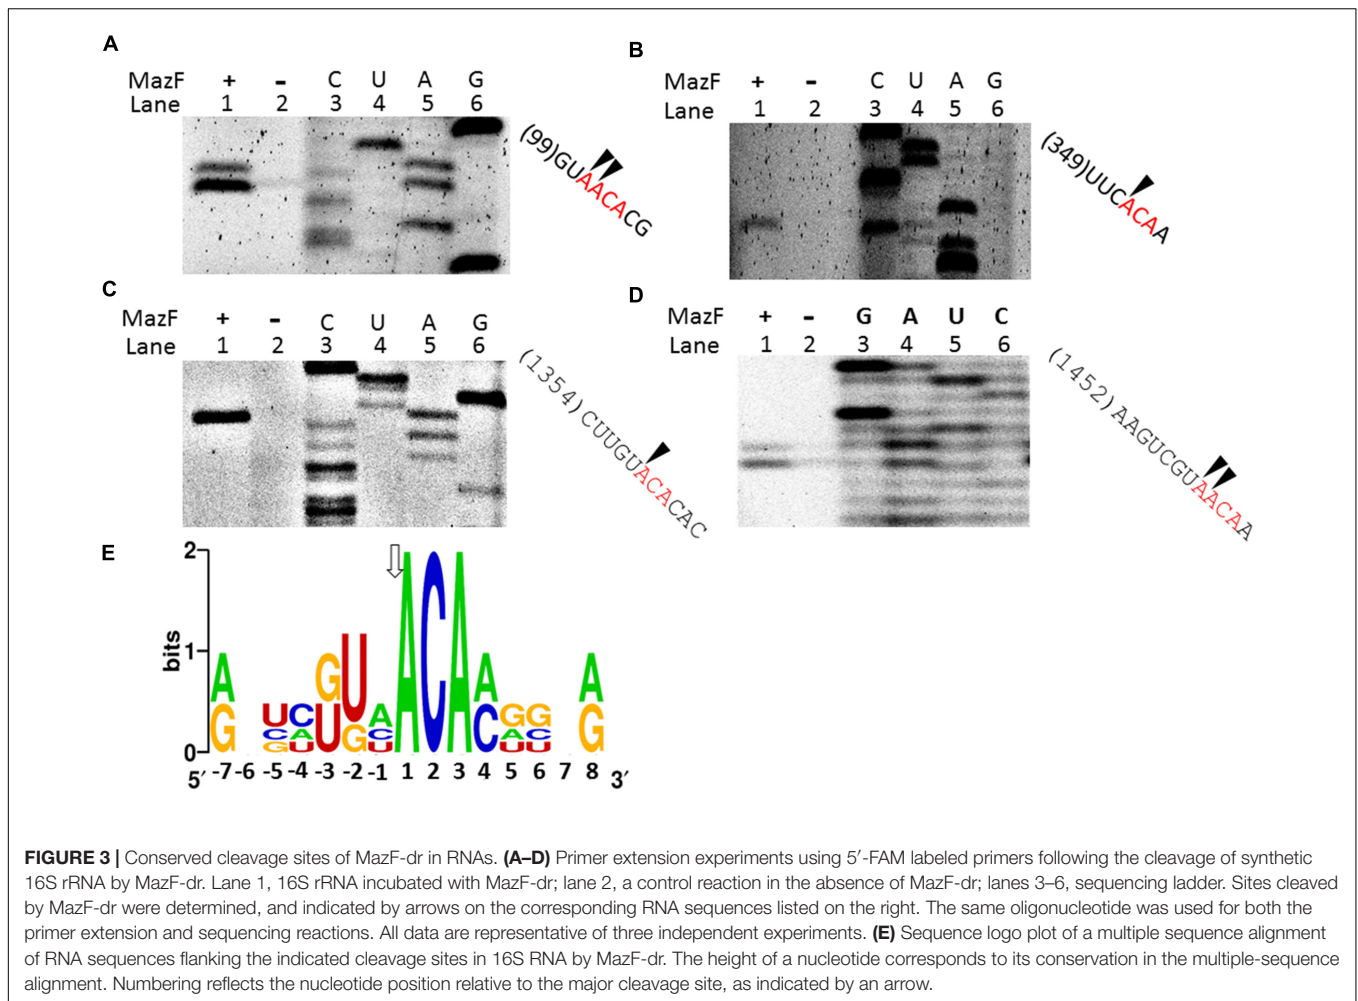 A
MazF + - C U A G
Lane 1 2 3 4 5 6
(99)GUAACACG
B
MazF + - C U A G
Lane 1 2 3 4 5 6
(349)UUCACAA
C
MazF + - C U A G
Lane 1 2 3 4 5 6
(1354)CUUGUACACAC
D
MazF + - G A U C
Lane 1 2 3 4 5 6
(1452)AAGUCGUAACAA
E
bits
2
1
0
A G
U C G
C A U
G U
U G
A C U
A
C
A
A C
G A U
G C U
A G
5′ -7 -6 -5 -4 -3 -2 -1 1 2 3 4 5 6 7 8 3′
FIGURE 3 | Conserved cleavage sites of MazF-dr in RNAs. (A–D) Primer extension experiments using 5′-FAM labeled primers following the cleavage of synthetic
16S rRNA by MazF-dr. Lane 1, 16S rRNA incubated with MazF-dr; lane 2, a control reaction in the absence of MazF-dr; lanes 3–6, sequencing ladder. Sites cleaved
by MazF-dr were determined, and indicated by arrows on the corresponding RNA sequences listed on the right. The same oligonucleotide was used for both the
primer extension and sequencing reactions. All data are representative of three independent experiments. (E) Sequence logo plot of a multiple sequence alignment
of RNA sequences flanking the indicated cleavage sites in 16S RNA by MazF-dr. The height of a nucleotide corresponds to its conservation in the multiple-sequence
alignment. Numbering reflects the nucleotide position relative to the major cleavage site, as indicated by an arrow.